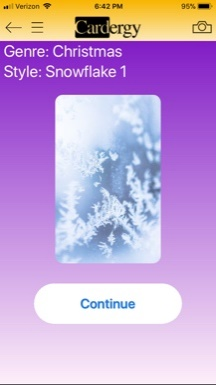 Verizon 6:42 PM 95%
Cardergy
Genre: Christmas
Style: Snowflake 1
Continue